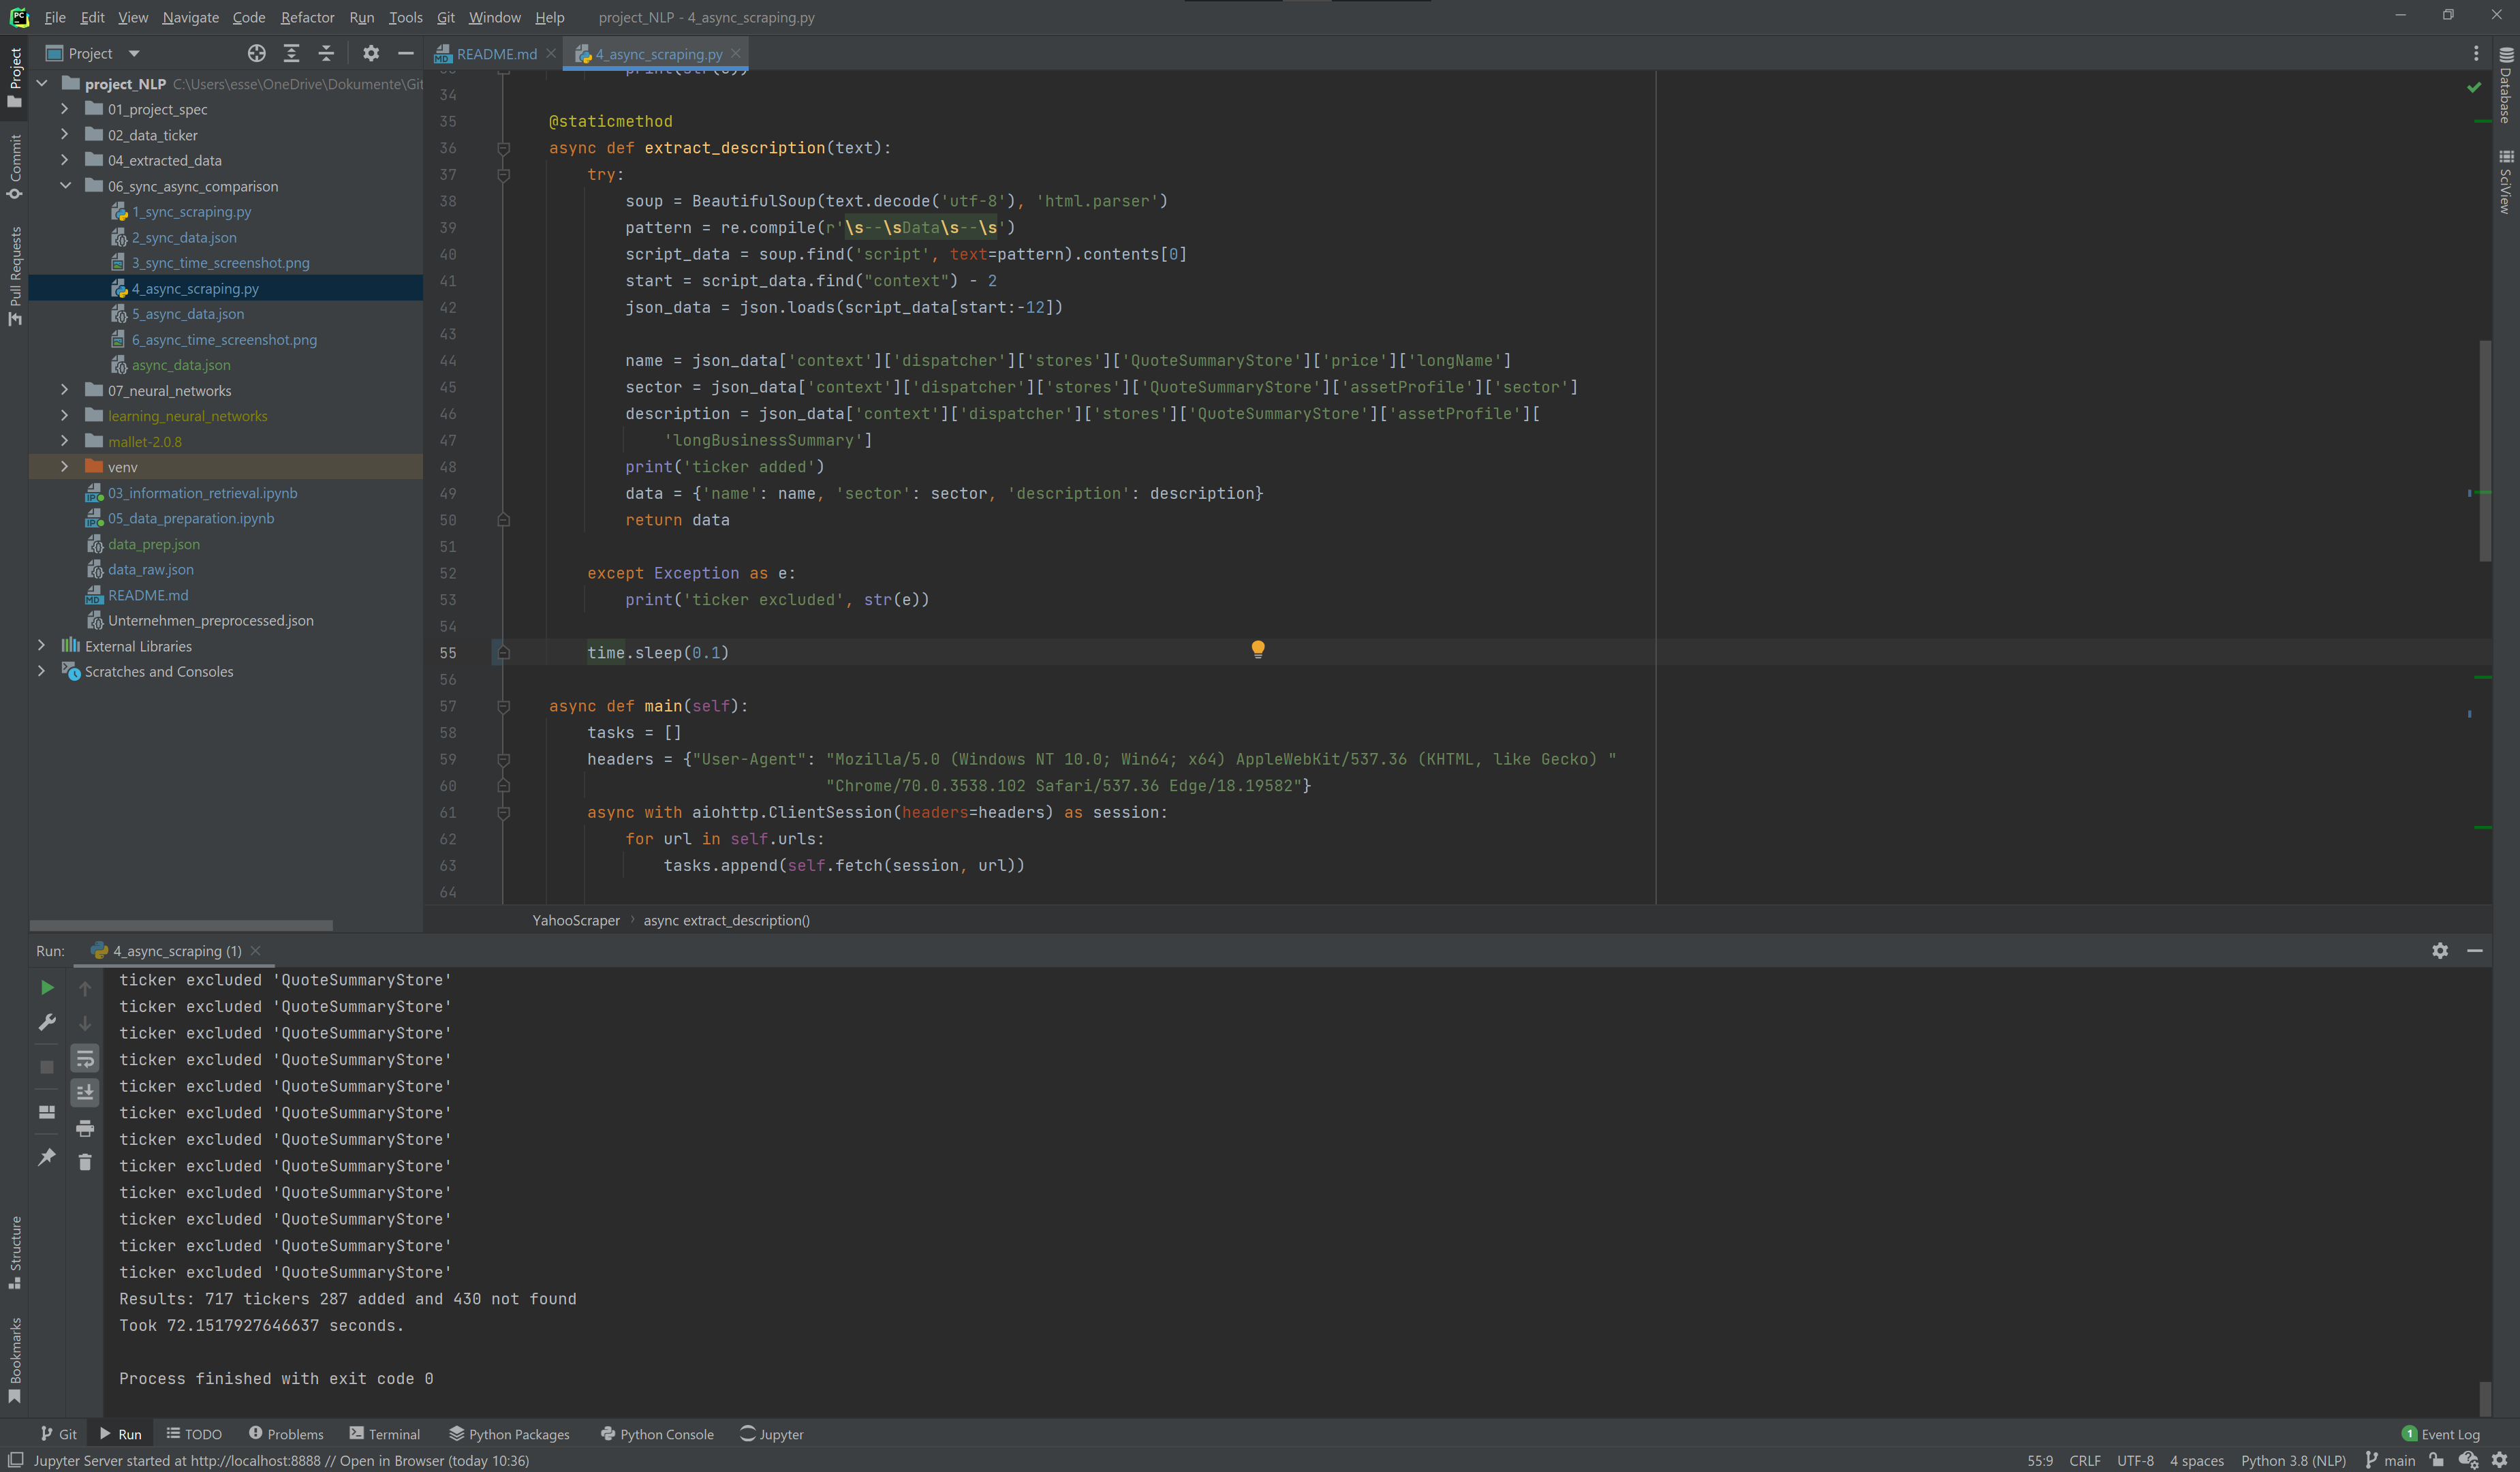 File Edit View Navigate Code Refactor Run Tools Git Window Help project_NLP - 4_async_scraping.py
Project
README.md
4_async_scraping.py
Project
Commit
Pull Requests
Structure
Bookmarks
Database
SciView
project_NLP C:\Users\esse\OneDrive\Dokumente\Git
01_project_spec
02_data_ticker
04_extracted_data
06_sync_async_comparison
1_sync_scraping.py
2_sync_data.json
3_sync_time_screenshot.png
4_async_scraping.py
5_async_data.json
6_async_time_screenshot.png
async_data.json
07_neural_networks
learning_neural_networks
mallet-2.0.8
venv
03_information_retrieval.ipynb
05_data_preparation.ipynb
data_prep.json
data_raw.json
README.md
Unternehmen_preprocessed.json
External Libraries
Scratches and Consoles
34
35 @staticmethod
36 async def extract_description(text):
37 try:
38 soup = BeautifulSoup(text.decode('utf-8'), 'html.parser')
39 pattern = re.compile(r'\s--\sData\s--\s')
40 script_data = soup.find('script', text=pattern).contents[0]
41 start = script_data.find("context") - 2
42 json_data = json.loads(script_data[start:-12])
43
44 name = json_data['context']['dispatcher']['stores']['QuoteSummaryStore']['price']['longName']
45 sector = json_data['context']['dispatcher']['stores']['QuoteSummaryStore']['assetProfile']['sector']
46 description = json_data['context']['dispatcher']['stores']['QuoteSummaryStore']['assetProfile'][
47 'longBusinessSummary']
48 print('ticker added')
49 data = {'name': name, 'sector': sector, 'description': description}
50 return data
51
52 except Exception as e:
53 print('ticker excluded', str(e))
54
55 time.sleep(0.1)
56
57 async def main(self):
58 tasks = []
59 headers = {"User-Agent": "Mozilla/5.0 (Windows NT 10.0; Win64; x64) AppleWebKit/537.36 (KHTML, like Gecko) "
60 "Chrome/70.0.3538.102 Safari/537.36 Edge/18.19582"}
61 async with aiohttp.ClientSession(headers=headers) as session:
62 for url in self.urls:
63 tasks.append(self.fetch(session, url))
64
YahooScraper › async extract_description()
Run: 4_async_scraping (1)
ticker excluded 'QuoteSummaryStore'
ticker excluded 'QuoteSummaryStore'
ticker excluded 'QuoteSummaryStore'
ticker excluded 'QuoteSummaryStore'
ticker excluded 'QuoteSummaryStore'
ticker excluded 'QuoteSummaryStore'
ticker excluded 'QuoteSummaryStore'
ticker excluded 'QuoteSummaryStore'
ticker excluded 'QuoteSummaryStore'
ticker excluded 'QuoteSummaryStore'
ticker excluded 'QuoteSummaryStore'
ticker excluded 'QuoteSummaryStore'
Results: 717 tickers 287 added and 430 not found
Took 72.1517927646637 seconds.
Process finished with exit code 0
Git Run TODO Problems Terminal Python Packages Python Console Jupyter 1 Event Log
Jupyter Server started at http://localhost:8888 // Open in Browser (today 10:36) 55:9 CRLF UTF-8 4 spaces Python 3.8 (NLP) main